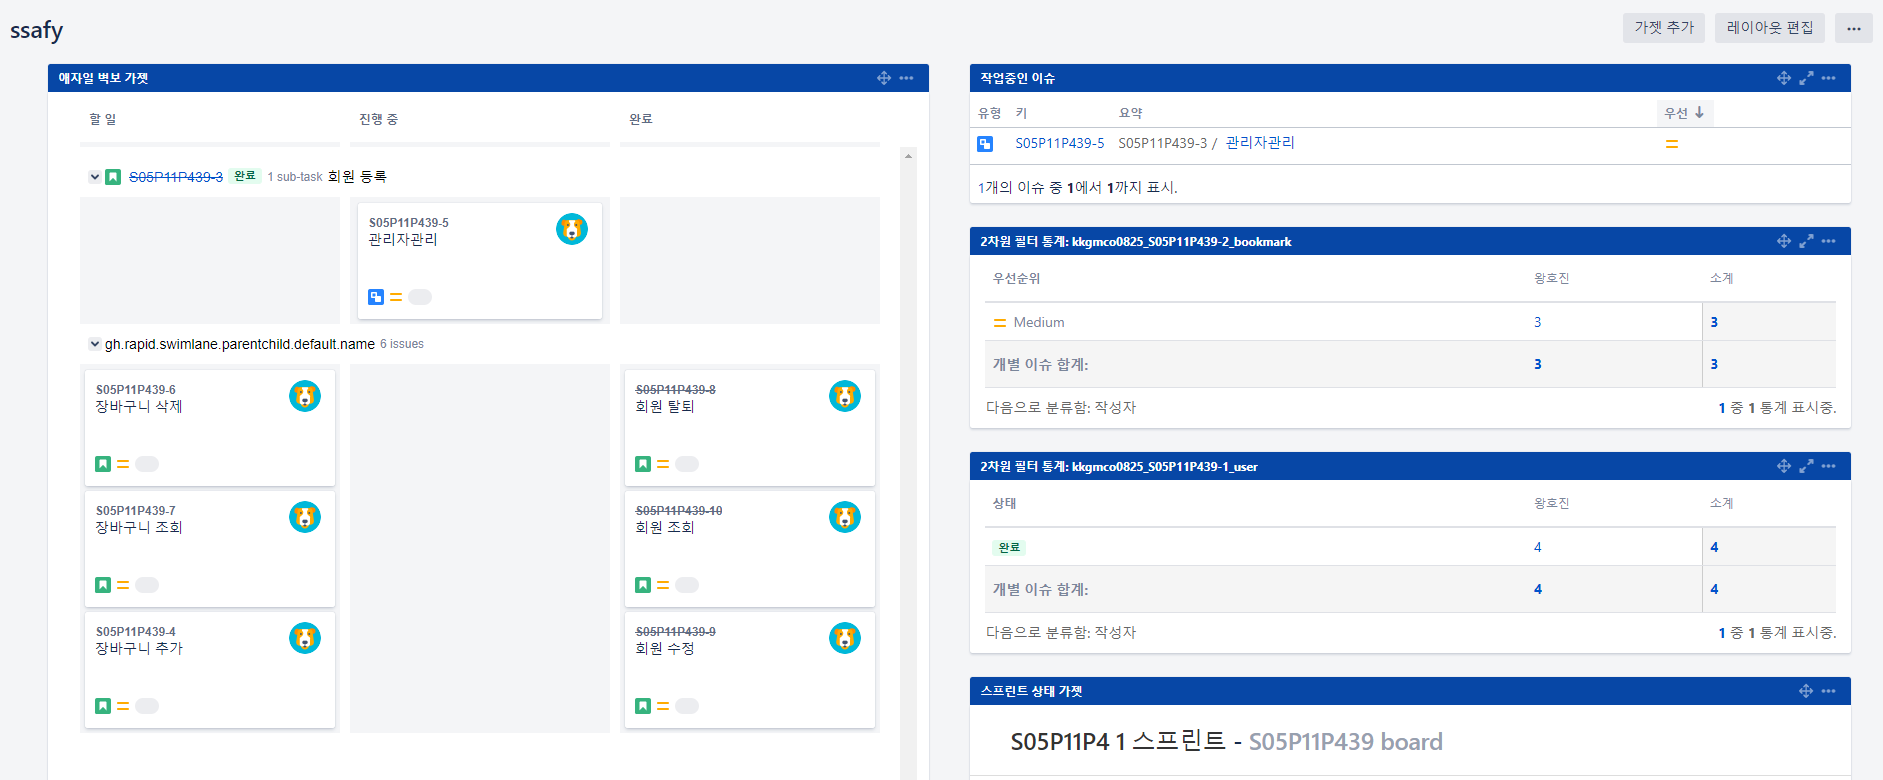 ssafy
가젯 추가
레이아웃 편집
애자일 벽보 가젯
할 일
진행 중
완료
S05P11P439-3 완료 1 sub-task 회원 등록
S05P11P439-5
관리자관리
gh.rapid.swimlane.parentchild.default.name 6 issues
S05P11P439-6
장바구니 삭제
S05P11P439-8
회원 탈퇴
S05P11P439-7
장바구니 조회
S05P11P439-10
회원 조회
S05P11P439-4
장바구니 추가
S05P11P439-9
회원 수정
작업중인 이슈
유형 키 요약 우선
S05P11P439-5 S05P11P439-3 / 관리자관리
1개의 이슈 중 1에서 1까지 표시.
2차원 필터 통계: kkgmco0825_S05P11P439-2_bookmark
우선순위 왕호진 소계
Medium 3 3
개별 이슈 합계: 3 3
다음으로 분류함: 작성자 1 중 1 통계 표시중.
2차원 필터 통계: kkgmco0825_S05P11P439-1_user
상태 왕호진 소계
완료 4 4
개별 이슈 합계: 4 4
다음으로 분류함: 작성자 1 중 1 통계 표시중.
스프린트 상태 가젯
S05P11P4 1 스프린트 - S05P11P439 board